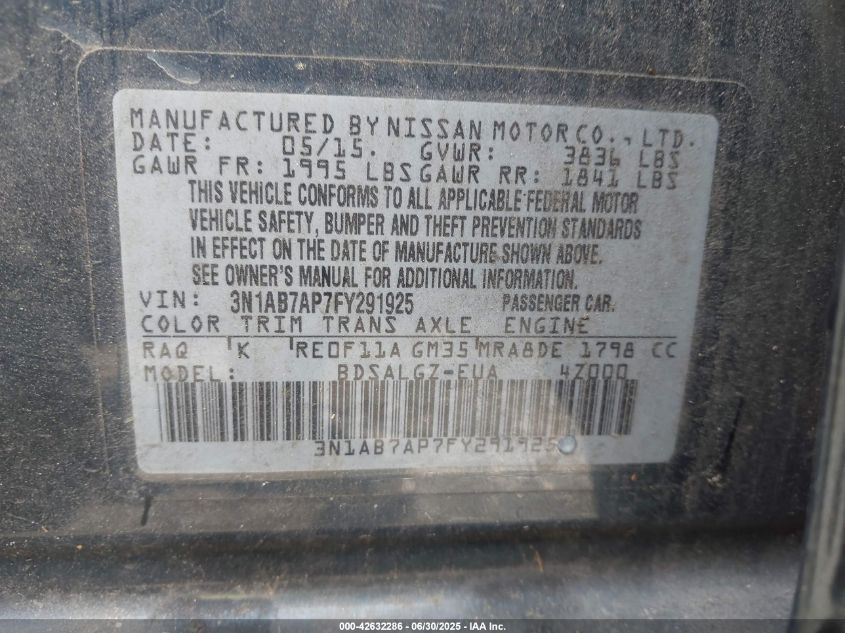 MANUFACTURED BY NISSAN MOTOR CO., LTD.
DATE: 05/15. GVWR: 3836 LBS
GAWR FR: 1995 LBS GAWR RR: 1841 LBS
THIS VEHICLE CONFORMS TO ALL APPLICABLE FEDERAL MOTOR
VEHICLE SAFETY, BUMPER AND THEFT PREVENTION STANDARDS
IN EFFECT ON THE DATE OF MANUFACTURE SHOWN ABOVE.
SEE OWNER'S MANUAL FOR ADDITIONAL INFORMATION.
VIN: 3N1AB7AP7FY291925 PASSENGER CAR.
COLOR TRIM TRANS AXLE ENGINE
RAQ K RE0F11A GM35 MRA8DE 1798 CC
MODEL: BDSALGZ-EUA 4Z000
3N1AB7AP7FY291925
000-42632286 - 06/30/2025 - IAA Inc.